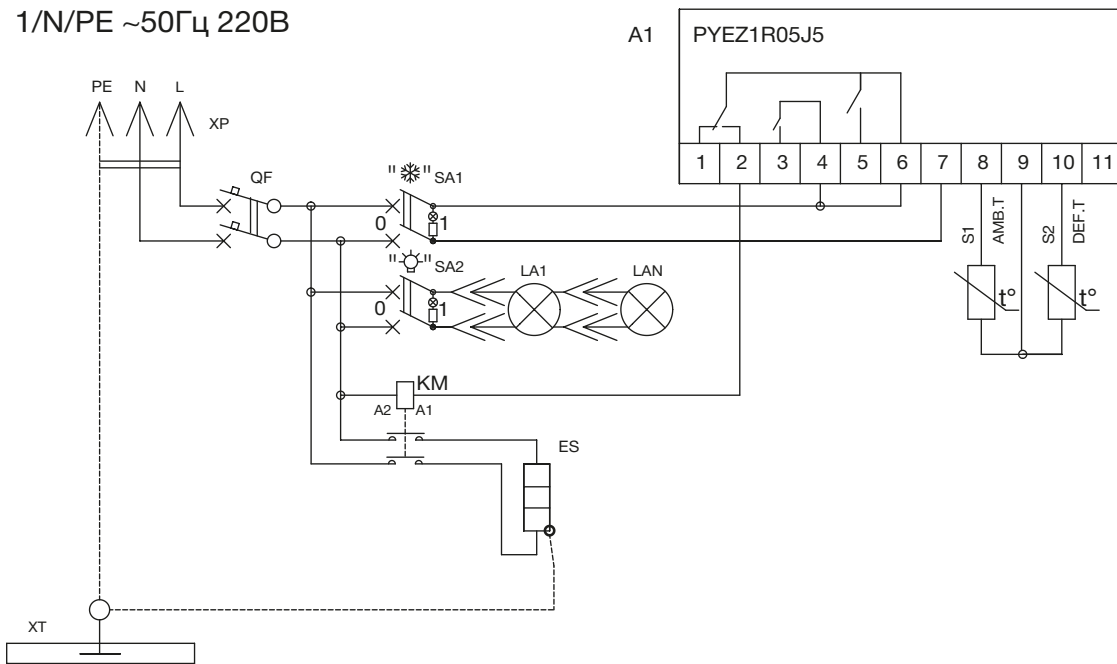 1/N/PE ~50Гц 220В
A1 PYEZ1R05J5
PE N L
XP
1 2 3 4 5 6 7 8 9 10 11
QF
" " SA1
0 1
S1 AMB.T S2 DEF.T
" " SA2 LA1 LAN
0 1
t° t°
KM
A2 A1
ES
XT